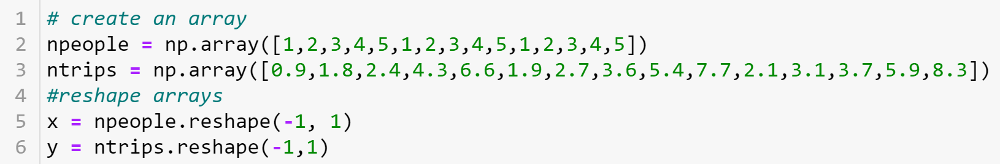 1 # create an array
2 npeople = np.array([1,2,3,4,5,1,2,3,4,5,1,2,3,4,5])
3 ntrips = np.array([0.9,1.8,2.4,4.3,6.6,1.9,2.7,3.6,5.4,7.7,2.1,3.1,3.7,5.9,8.3])
4 #reshape arrays
5 x = npeople.reshape(-1, 1)
6 y = ntrips.reshape(-1,1)